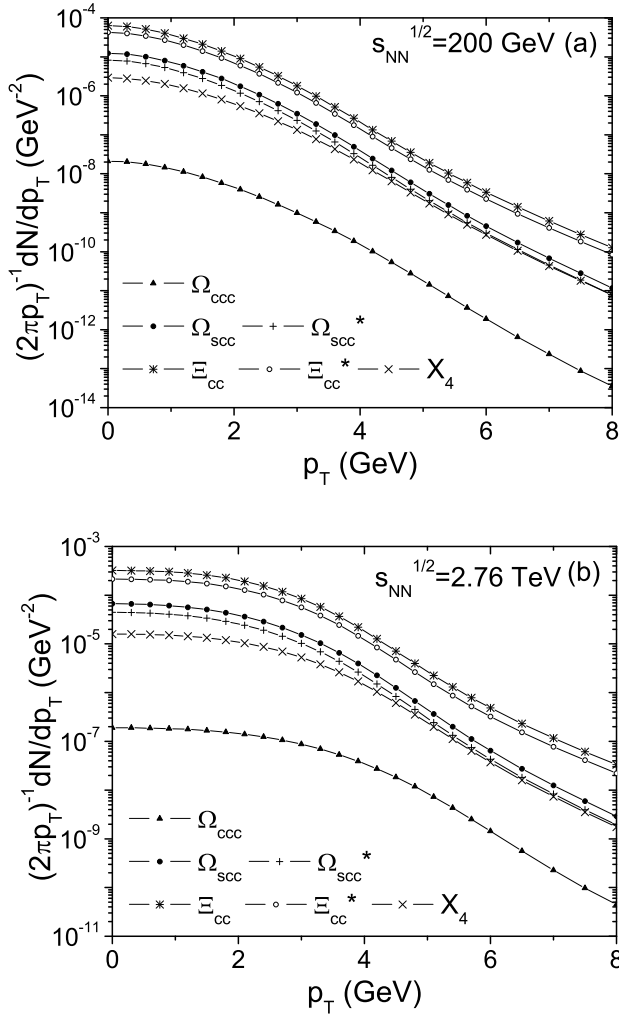 s_NN^1/2=200 GeV (a)
(2πp_T)^-1 dN/dp_T (GeV^-2)
10^-4
10^-6
10^-8
10^-10
10^-12
10^-14
Ω_ccc
Ω_scc Ω_scc*
Ξ_cc Ξ_cc* X_4
0 2 4 6 8
p_T (GeV)
s_NN^1/2=2.76 TeV (b)
(2πp_T)^-1 dN/dp_T (GeV^-2)
10^-3
10^-5
10^-7
10^-9
10^-11
Ω_ccc
Ω_scc Ω_scc*
Ξ_cc Ξ_cc* X_4
0 2 4 6 8
p_T (GeV)